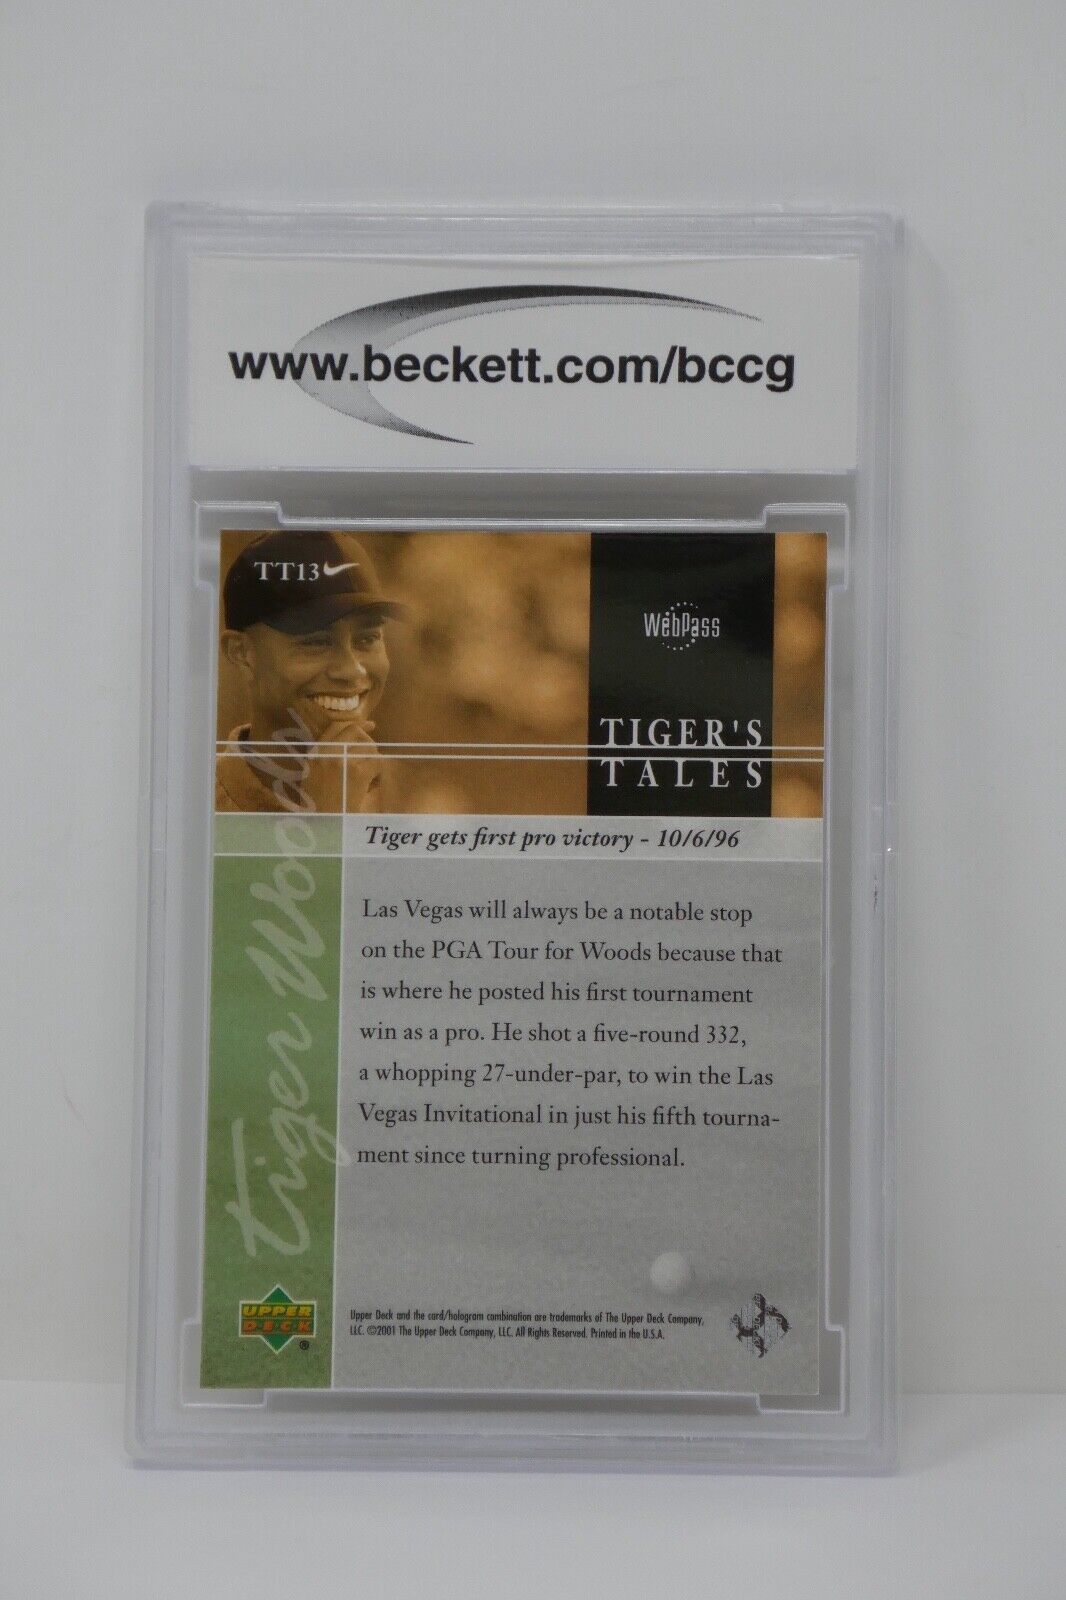 www.beckett.com/bccg
TT13
WebPass
TIGER'S
TALES
Tiger gets first pro victory - 10/6/96
Las Vegas will always be a notable stop
on the PGA Tour for Woods because that
is where he posted his first tournament
win as a pro. He shot a five-round 332,
a whopping 27-under-par, to win the Las
Vegas Invitational in just his fifth tourna-
ment since turning professional.
Tiger Woods
UPPER
DECK
®
Upper Deck and the card/hologram combination are trademarks of The Upper Deck Company,
LLC. ©2001 The Upper Deck Company, LLC. All Rights Reserved. Printed in the U.S.A.